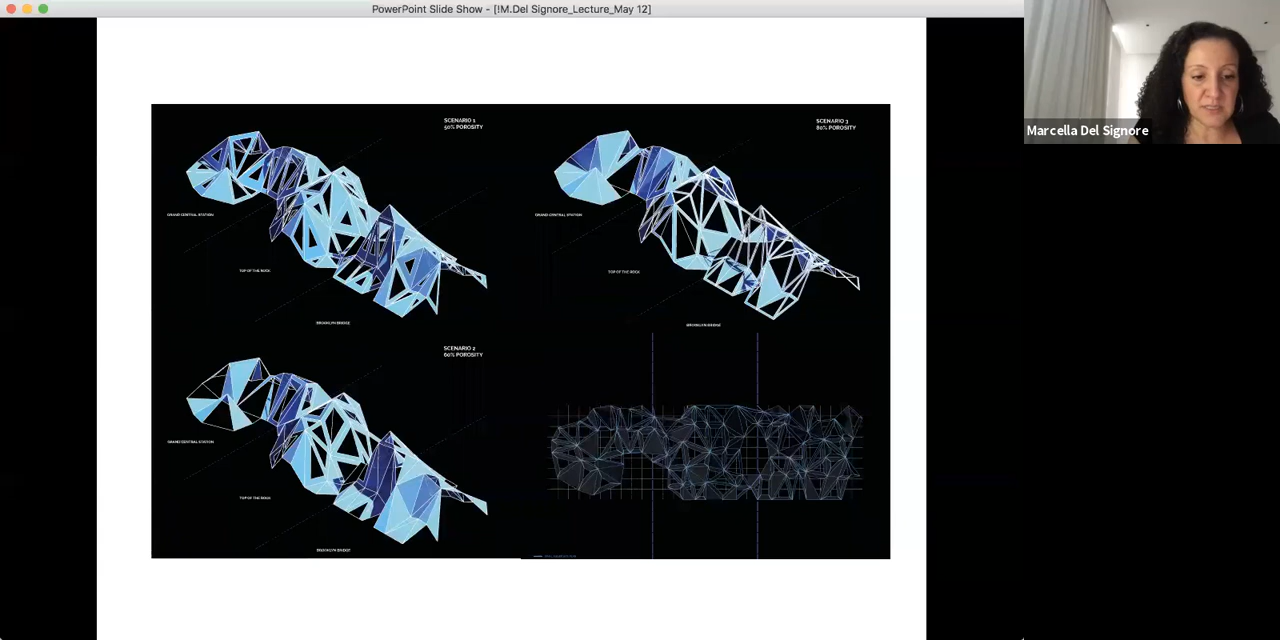 PowerPoint Slide Show - [!M.Del Signore_Lecture_May 12]
Marcella Del Signore
SCENARIO 1
50% POROSITY
GRAND CENTRAL STATION
TOP OF THE ROCK
BROOKLYN BRIDGE
SCENARIO 3
80% POROSITY
GRAND CENTRAL STATION
TOP OF THE ROCK
BROOKLYN BRIDGE
SCENARIO 2
60% POROSITY
GRAND CENTRAL STATION
TOP OF THE ROCK
BROOKLYN BRIDGE